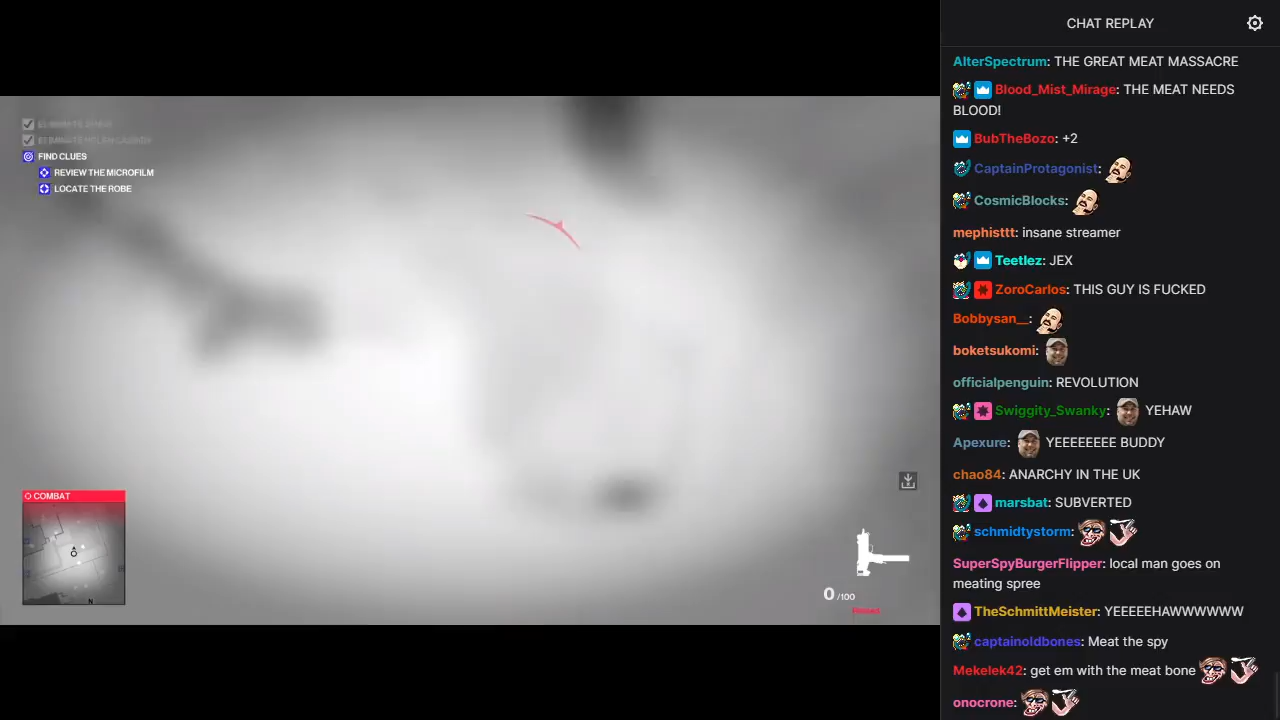 FIND CLUES
REVIEW THE MICROFILM
LOCATE THE ROBE
COMBAT
N
0 /100
Reload
CHAT REPLAY
AlterSpectrum: THE GREAT MEAT MASSACRE
Blood_Mist_Mirage: THE MEAT NEEDS
BLOOD!
BubTheBozo: +2
CaptainProtagonist:
CosmicBlocks:
mephisttt: insane streamer
Teetlez: JEX
ZoroCarlos: THIS GUY IS FUCKED
Bobbysan__:
boketsukomi:
officialpenguin: REVOLUTION
Swiggity_Swanky: YEHAW
Apexure: YEEEEEEEE BUDDY
chao84: ANARCHY IN THE UK
marsbat: SUBVERTED
schmidtystorm:
SuperSpyBurgerFlipper: local man goes on
meating spree
TheSchmittMeister: YEEEEEHAWWWWWW
captainoldbones: Meat the spy
Mekelek42: get em with the meat bone
onocrone: